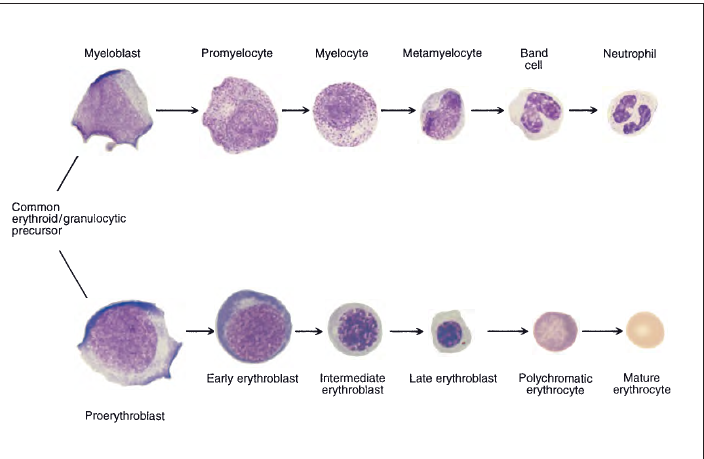 Myeloblast
Promyelocyte
Myelocyte
Metamyelocyte
Band
cell
Neutrophil
Common
erythroid/granulocytic
precursor
Early erythroblast
Intermediate
erythroblast
Late erythroblast
Polychromatic
erythrocyte
Mature
erythrocyte
Proerythroblast